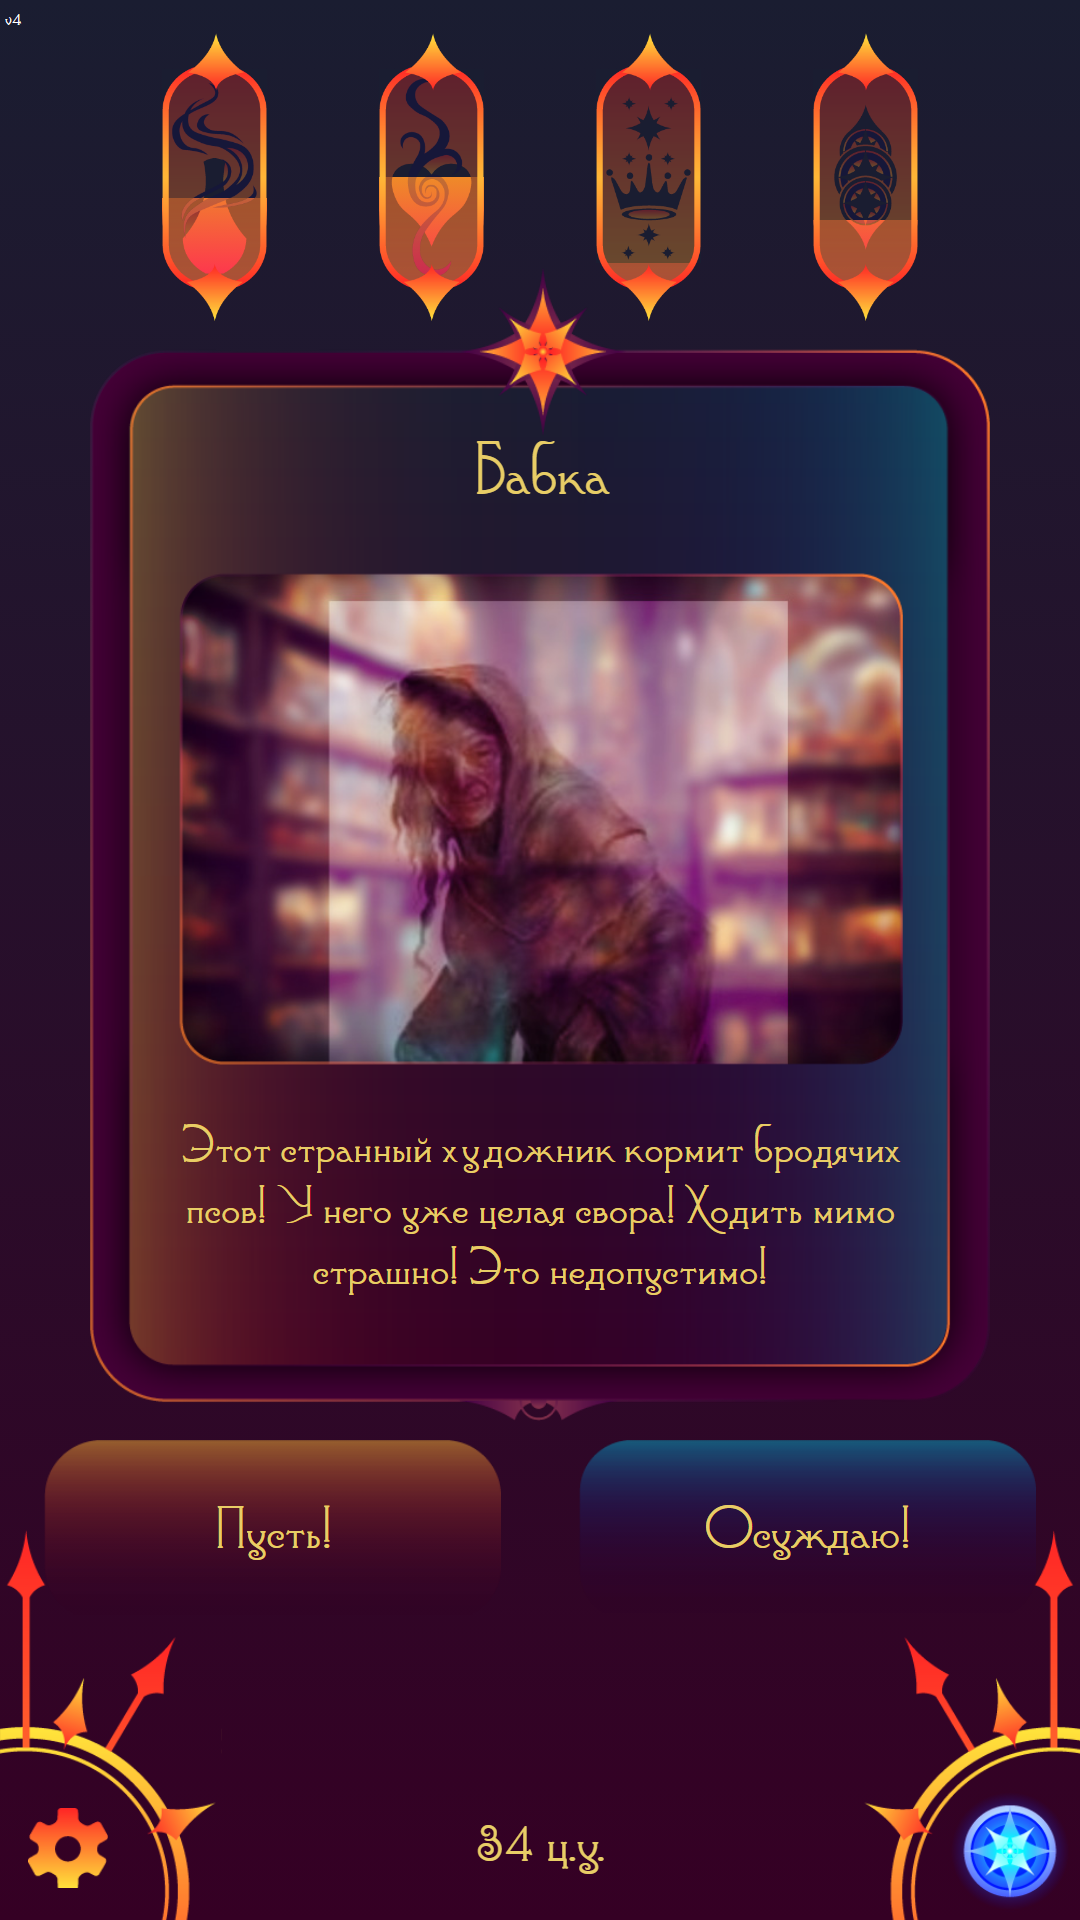 v4
Бабка
Этот странный художник кормит бродячих
псов! У него уже целая свора! Ходить мимо
страшно! Это недопустимо!
Пусть!
Осуждаю!
34 ц.у.